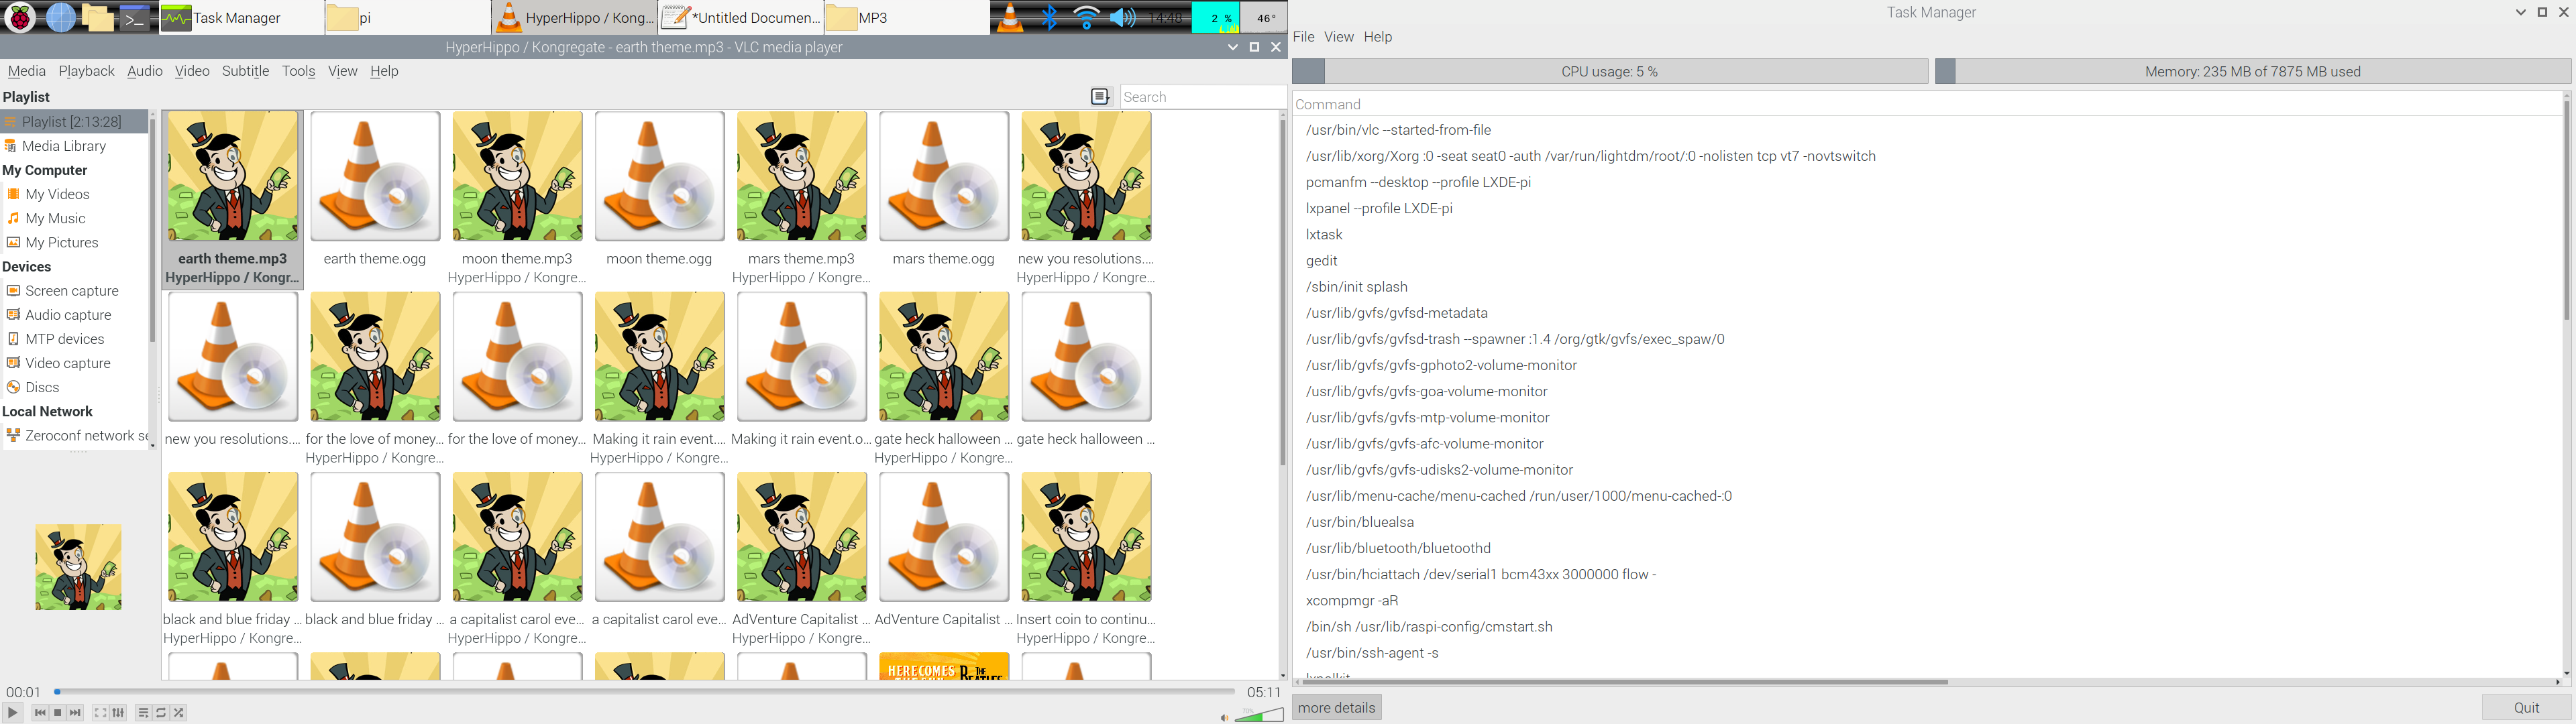 Task Manager
pi
HyperHippo / Kong...
*Untitled Documen...
MP3
14:48
2 %
46°
HyperHippo / Kongregate - earth theme.mp3 - VLC media player
Media Playback Audio Video Subtitle Tools View Help
Playlist
Search
Playlist [2:13:28]
Media Library
My Computer
My Videos
My Music
My Pictures
Devices
Screen capture
Audio capture
MTP devices
Video capture
Discs
Local Network
Zeroconf network se
earth theme.mp3
HyperHippo / Kongr...
earth theme.ogg
moon theme.mp3
HyperHippo / Kongre...
moon theme.ogg
mars theme.mp3
HyperHippo / Kongre...
mars theme.ogg
new you resolutions....
HyperHippo / Kongre...
new you resolutions....
for the love of money...
HyperHippo / Kongre...
for the love of money...
Making it rain event....
HyperHippo / Kongre...
Making it rain event.o...
gate heck halloween ...
HyperHippo / Kongre...
gate heck halloween ...
black and blue friday ...
HyperHippo / Kongre...
black and blue friday ...
a capitalist carol eve...
HyperHippo / Kongre...
a capitalist carol eve...
AdVenture Capitalist ...
HyperHippo / Kongre...
AdVenture Capitalist ...
Insert coin to continu...
HyperHippo / Kongre...
HERE COMES
THE
00:01
05:11
70%
Task Manager
File View Help
CPU usage: 5 %
Memory: 235 MB of 7875 MB used
Command
/usr/bin/vlc --started-from-file
/usr/lib/xorg/Xorg :0 -seat seat0 -auth /var/run/lightdm/root/:0 -nolisten tcp vt7 -novtswitch
pcmanfm --desktop --profile LXDE-pi
lxpanel --profile LXDE-pi
lxtask
gedit
/sbin/init splash
/usr/lib/gvfs/gvfsd-metadata
/usr/lib/gvfs/gvfsd-trash --spawner :1.4 /org/gtk/gvfs/exec_spaw/0
/usr/lib/gvfs/gvfs-gphoto2-volume-monitor
/usr/lib/gvfs/gvfs-goa-volume-monitor
/usr/lib/gvfs/gvfs-mtp-volume-monitor
/usr/lib/gvfs/gvfs-afc-volume-monitor
/usr/lib/gvfs/gvfs-udisks2-volume-monitor
/usr/lib/menu-cache/menu-cached /run/user/1000/menu-cached-:0
/usr/bin/bluealsa
/usr/lib/bluetooth/bluetoothd
/usr/bin/hciattach /dev/serial1 bcm43xx 3000000 flow -
xcompmgr -aR
/bin/sh /usr/lib/raspi-config/cmstart.sh
/usr/bin/ssh-agent -s
lxpolkit
more details
Quit